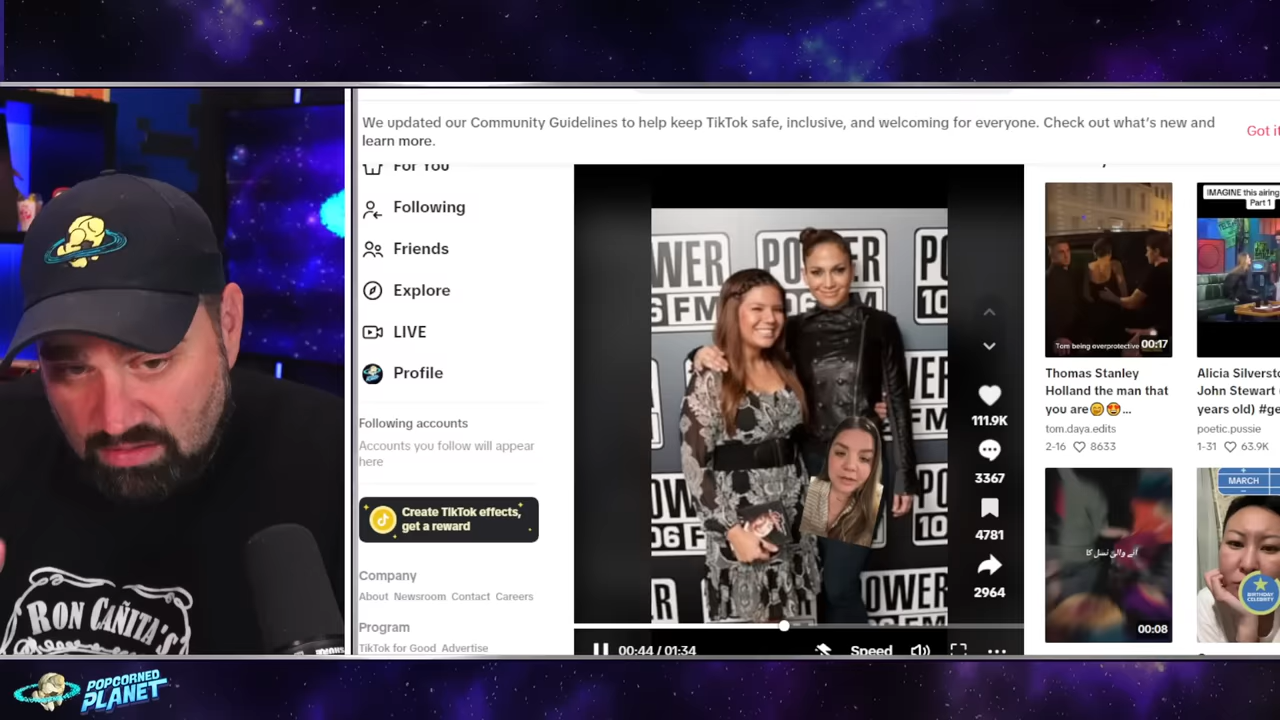 We updated our Community Guidelines to help keep TikTok safe, inclusive, and welcoming for everyone. Check out what's new and
learn more.
Got it
For You
Following
Friends
Explore
LIVE
Profile
Following accounts
Accounts you follow will appear
here
Create TikTok effects,
get a reward
Company
About Newsroom Contact Careers
Program
TikTok for Good Advertise
POWER
106 FM
111.9K
3367
4781
2964
00:44 / 01:34
Speed
Tom being overprotective
00:17
Thomas Stanley
Holland the man that
you are😊🤩...
tom.daya.edits
2-16 8633
IMAGINE this airing
Part 1
Alicia Silversto
John Stewart (
years old) #ge
poetic.pussie
1-31 63.9K
00:08
MARCH
BIRTHDAY
CELEBRITY
RON CAÑITA'S
POPCORNED
PLANET